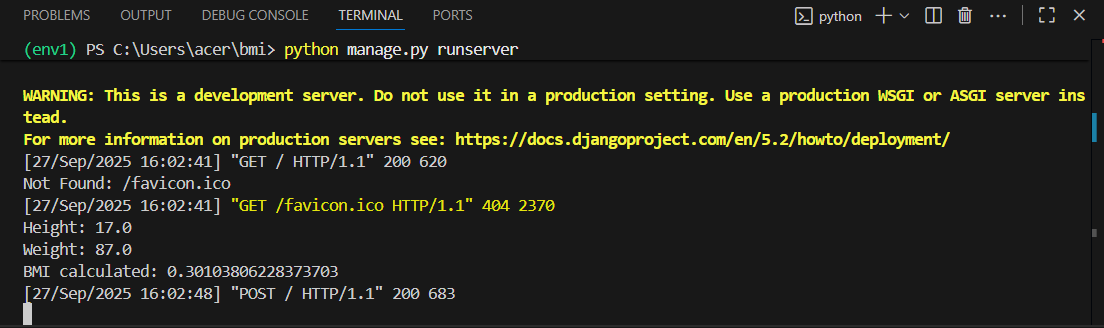 PROBLEMS OUTPUT DEBUG CONSOLE TERMINAL PORTS python
(env1) PS C:\Users\acer\bmi> python manage.py runserver
WARNING: This is a development server. Do not use it in a production setting. Use a production WSGI or ASGI server ins
tead.
For more information on production servers see: https://docs.djangoproject.com/en/5.2/howto/deployment/
[27/Sep/2025 16:02:41] "GET / HTTP/1.1" 200 620
Not Found: /favicon.ico
[27/Sep/2025 16:02:41] "GET /favicon.ico HTTP/1.1" 404 2370
Height: 17.0
Weight: 87.0
BMI calculated: 0.30103806228373703
[27/Sep/2025 16:02:48] "POST / HTTP/1.1" 200 683